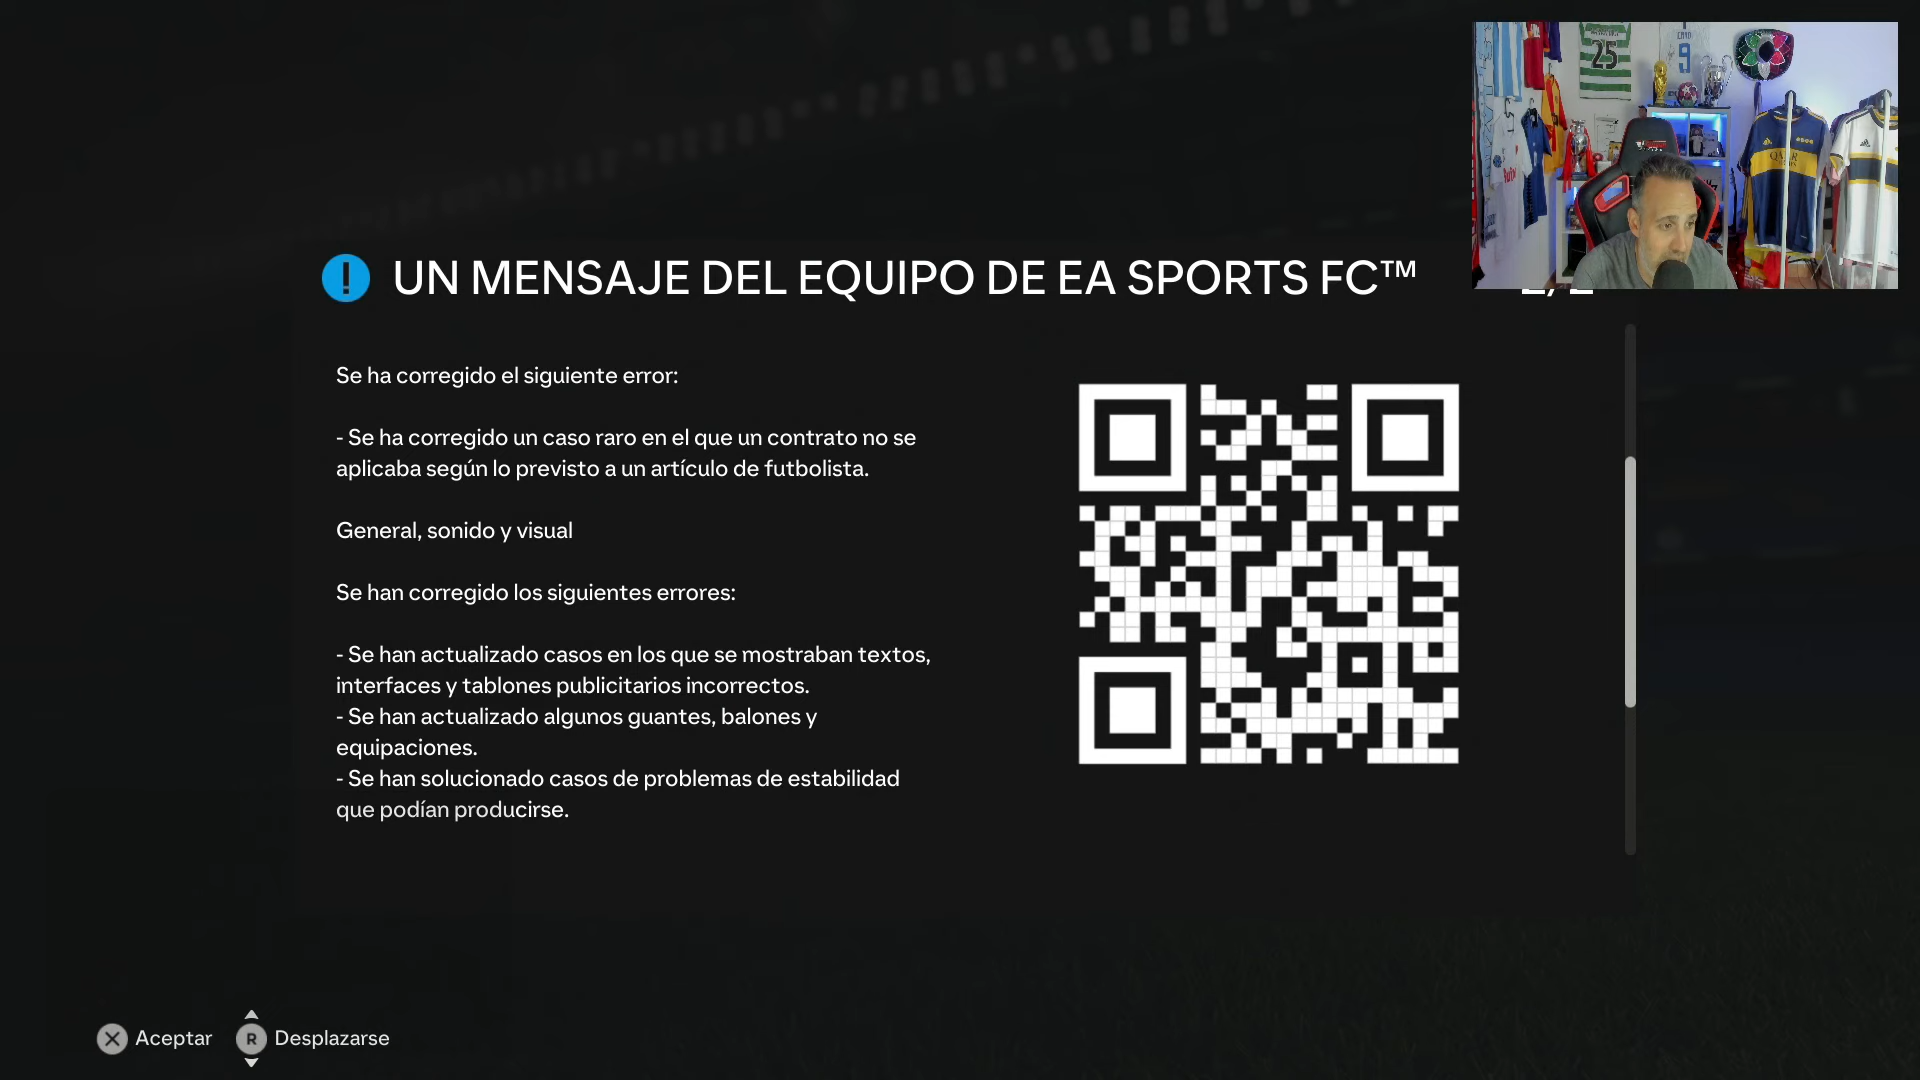 25
9
QATAR
UN MENSAJE DEL EQUIPO DE EA SPORTS FC™
Se ha corregido el siguiente error:
- Se ha corregido un caso raro en el que un contrato no se
aplicaba según lo previsto a un artículo de futbolista.
General, sonido y visual
Se han corregido los siguientes errores:
- Se han actualizado casos en los que se mostraban textos,
interfaces y tablones publicitarios incorrectos.
- Se han actualizado algunos guantes, balones y
equipaciones.
- Se han solucionado casos de problemas de estabilidad
que podían producirse.
Aceptar
R
Desplazarse